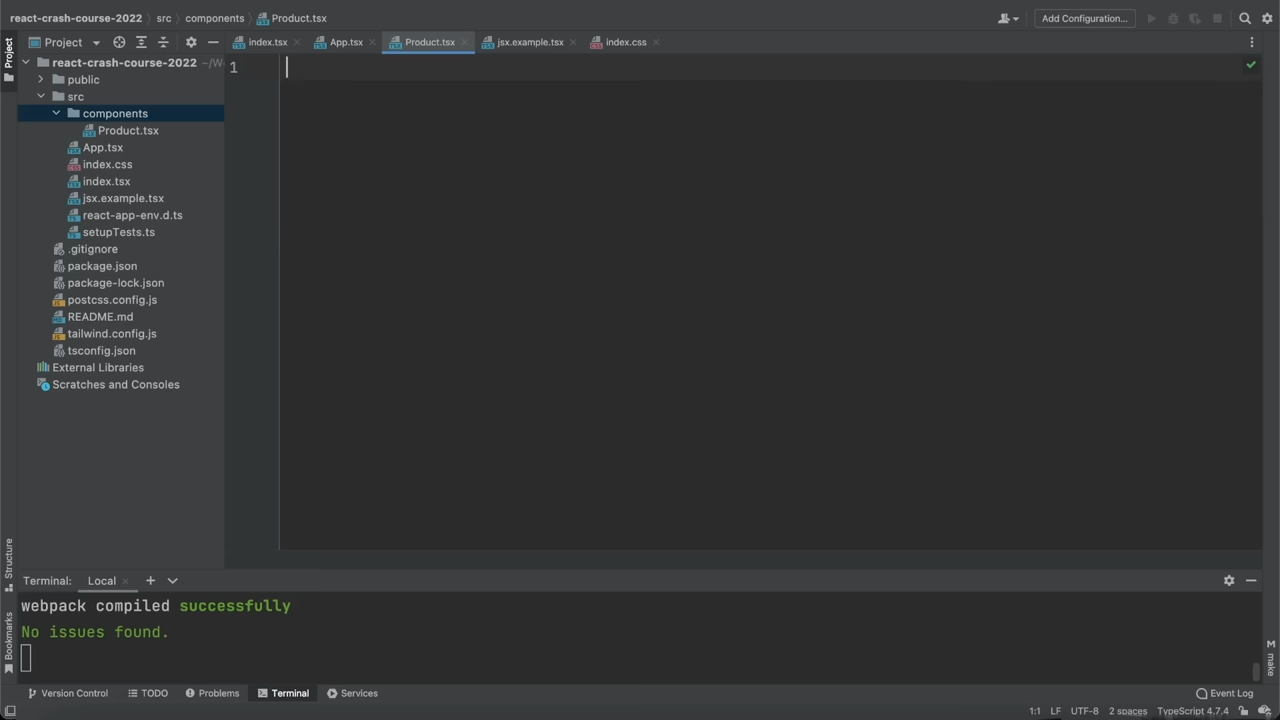 react-crash-course-2022 src components Product.tsx
Add Configuration...
Project
Project
index.tsx App.tsx Product.tsx jsx.example.tsx index.css
react-crash-course-2022 ~/W
1
public
src
components
Product.tsx
App.tsx
index.css
index.tsx
jsx.example.tsx
react-app-env.d.ts
setupTests.ts
.gitignore
package.json
package-lock.json
postcss.config.js
README.md
tailwind.config.js
tsconfig.json
External Libraries
Scratches and Consoles
Structure
Bookmarks
Terminal: Local
webpack compiled successfully
No issues found.
make
Version Control TODO Problems Terminal Services Event Log
1:1 LF UTF-8 2 spaces TypeScript 4.7.4